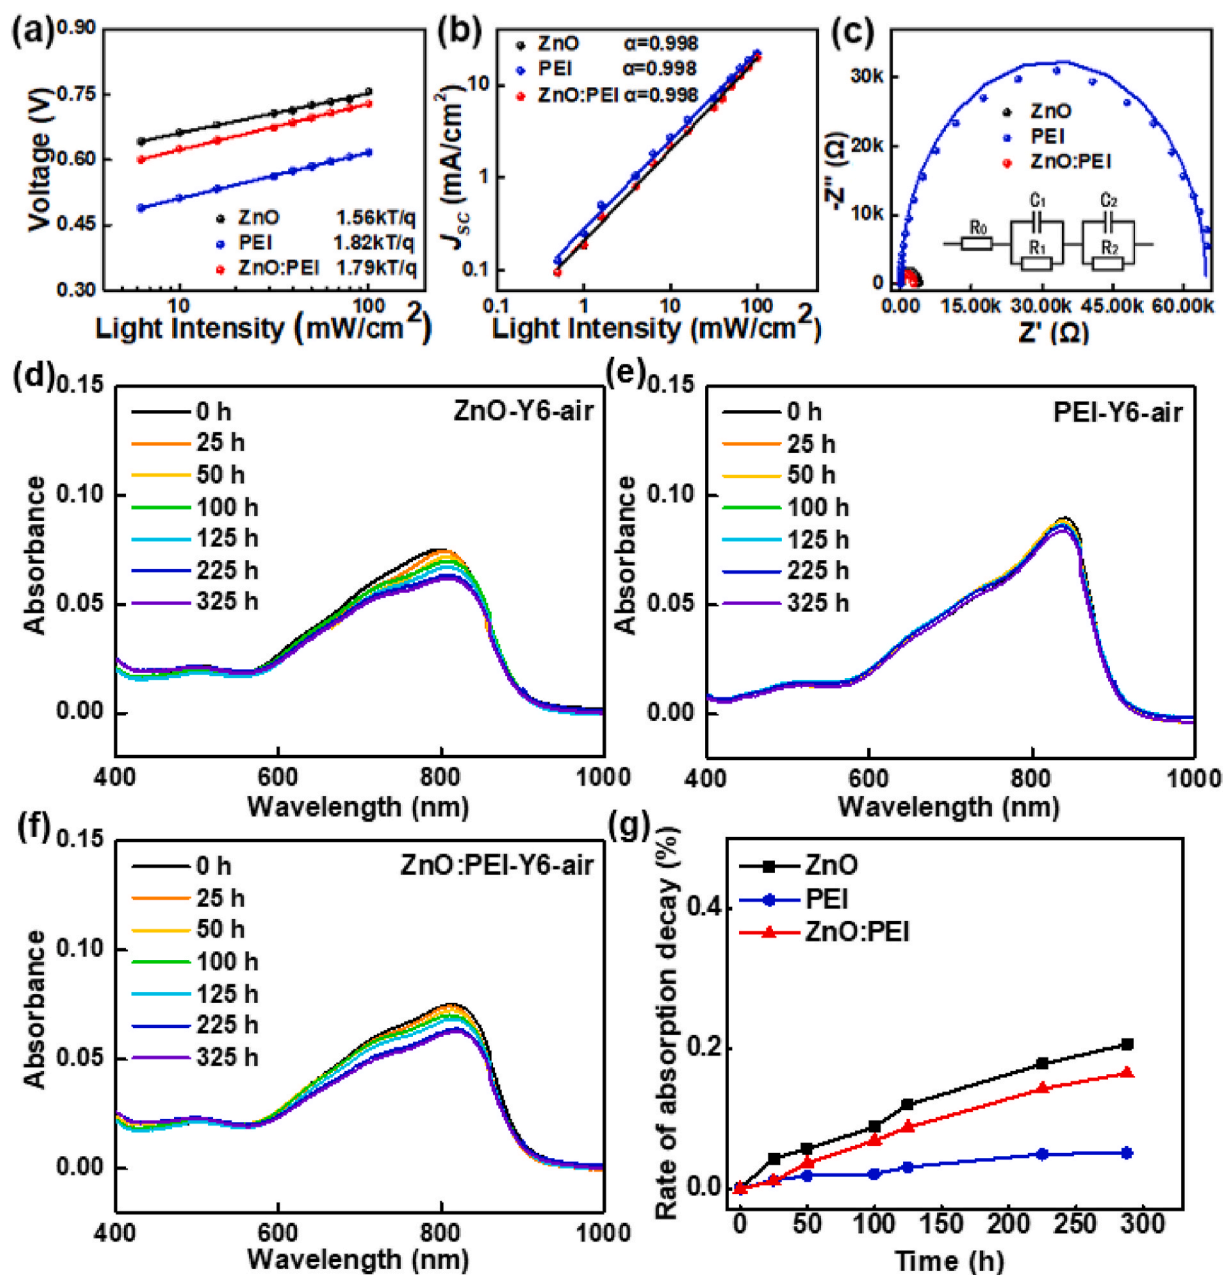 (a)
0.90
0.75
0.60
0.45
0.30
Voltage (V)
ZnO 1.56kT/q
PEI 1.82kT/q
ZnO:PEI 1.79kT/q
10 100
Light Intensity (mW/cm²)
(b)
10
1
0.1
Jsc (mA/cm²)
ZnO α=0.998
PEI α=0.998
ZnO:PEI α=0.998
0.1 1 10 100
Light Intensity (mW/cm²)
(c)
30k
20k
10k
0
-Z'' (Ω)
ZnO
PEI
ZnO:PEI
R₀ C₁ R₁ C₂ R₂
0.00 15.00k 30.00k 45.00k 60.00k
Z' (Ω)
(d)
0.15
0.10
0.05
0.00
Absorbance
0 h
25 h
50 h
100 h
125 h
225 h
325 h
ZnO-Y6-air
400 600 800 1000
Wavelength (nm)
(e)
0.15
0.10
0.05
0.00
Absorbance
0 h
25 h
50 h
100 h
125 h
225 h
325 h
PEI-Y6-air
400 600 800 1000
Wavelength (nm)
(f)
0.15
0.10
0.05
0.00
Absorbance
0 h
25 h
50 h
100 h
125 h
225 h
325 h
ZnO:PEI-Y6-air
400 600 800 1000
Wavelength (nm)
(g)
0.4
0.2
0.0
Rate of absorption decay (%)
ZnO
PEI
ZnO:PEI
0 50 100 150 200 250 300
Time (h)